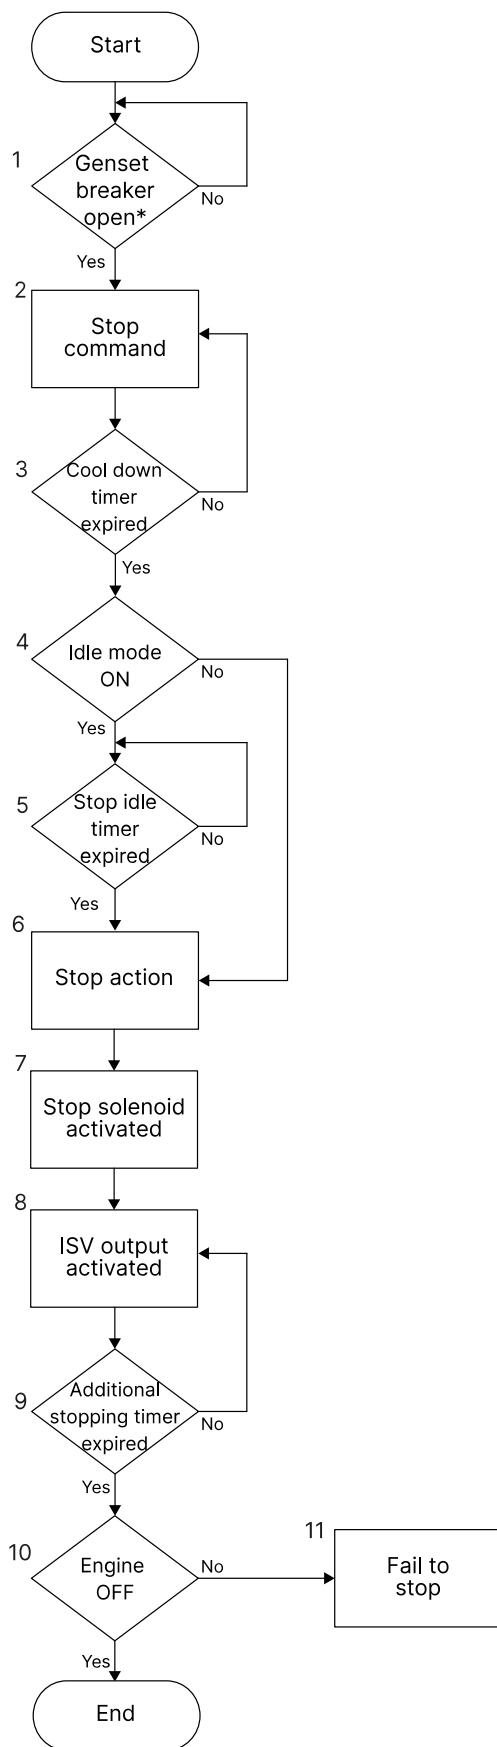 Start
1
Genset
breaker
open*
No
Yes
2
Stop
command
3
Cool down
timer
expired
No
Yes
4
Idle mode
ON
No
Yes
5
Stop idle
timer
expired
No
Yes
6
Stop action
7
Stop solenoid
activated
8
ISV output
activated
9
Additional
stopping timer
expired
No
Yes
10
Engine
OFF
No
11
Fail to
stop
Yes
End